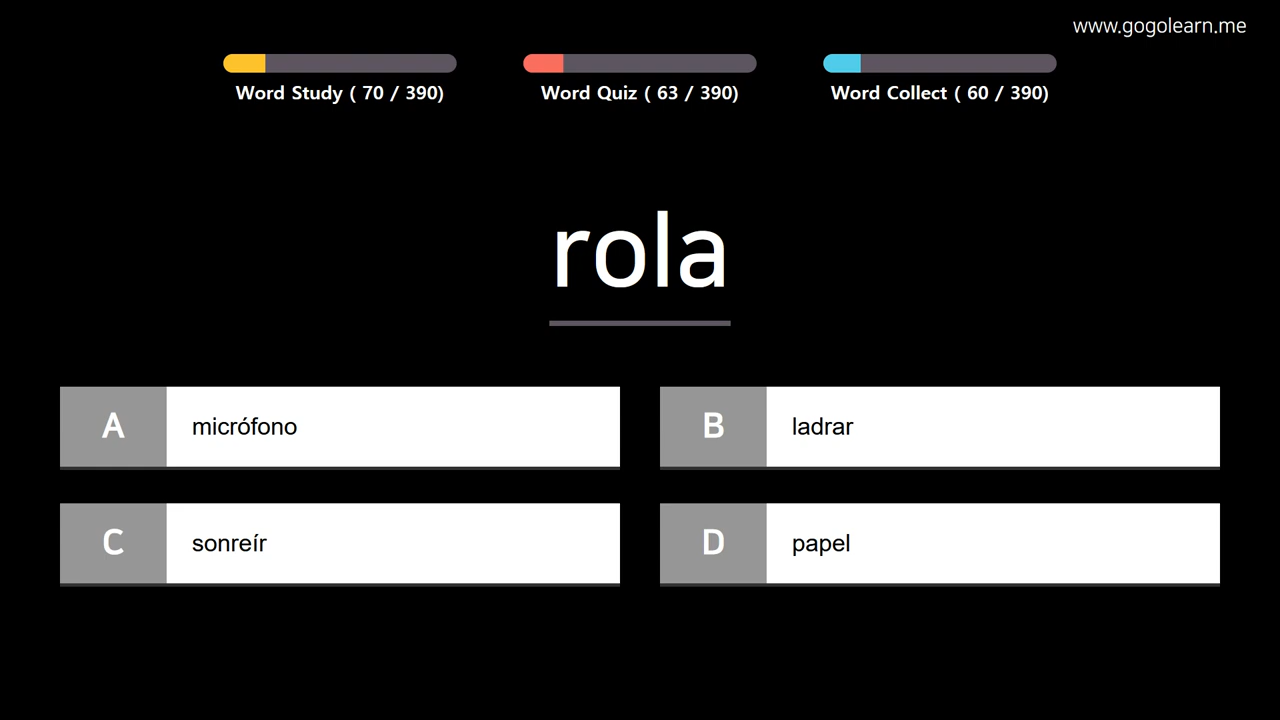 www.gogolearn.me
Word Study ( 70 / 390)
Word Quiz ( 63 / 390)
Word Collect ( 60 / 390)
rola
A micrófono
B ladrar
C sonreír
D papel